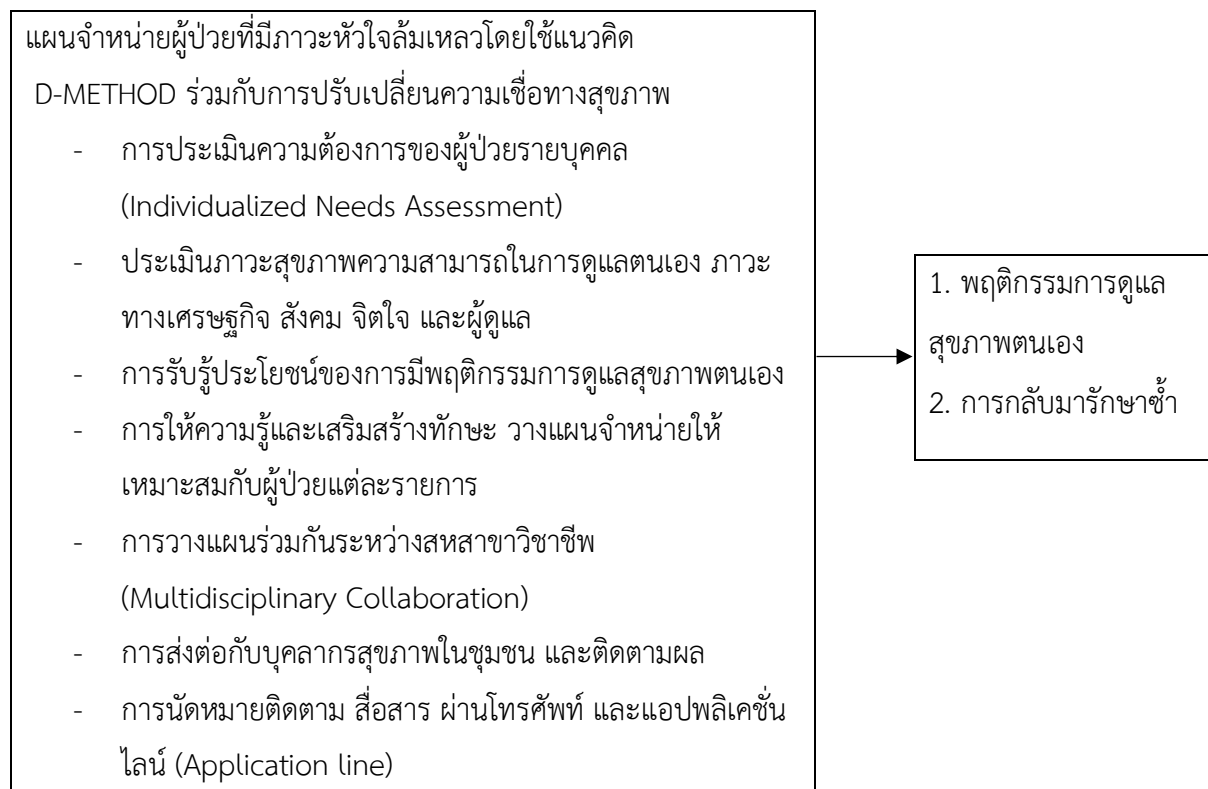 แผนจำหน่ายผู้ป่วยที่มีภาวะหัวใจล้มเหลวโดยใช้แนวคิด
D-METHOD ร่วมกับการปรับเปลี่ยนความเชื่อทางสุขภาพ
- การประเมินความต้องการของผู้ป่วยรายบุคคล
(Individualized Needs Assessment)
- ประเมินภาวะสุขภาพความสามารถในการดูแลตนเอง ภาวะ
ทางเศรษฐกิจ สังคม จิตใจ และผู้ดูแล
- การรับรู้ประโยชน์ของการมีพฤติกรรมการดูแลสุขภาพตนเอง
- การให้ความรู้และเสริมสร้างทักษะ วางแผนจำหน่ายให้
เหมาะสมกับผู้ป่วยแต่ละรายการ
- การวางแผนร่วมกันระหว่างสหสาขาวิชาชีพ
(Multidisciplinary Collaboration)
- การส่งต่อกับบุคลากรสุขภาพในชุมชน และติดตามผล
- การนัดหมายติดตาม สื่อสาร ผ่านโทรศัพท์ และแอปพลิเคชั่น
ไลน์ (Application line)
1. พฤติกรรมการดูแล
สุขภาพตนเอง
2. การกลับมารักษาซ้ำ